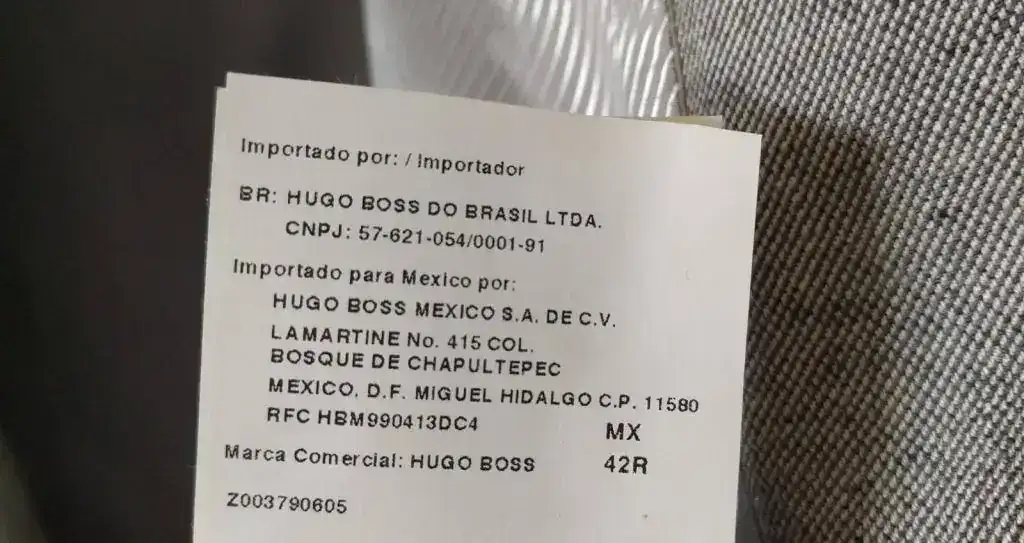 Importado por: / Importador
BR: HUGO BOSS DO BRASIL LTDA.
CNPJ: 57-621-054/0001-91
Importado para Mexico por:
HUGO BOSS MEXICO S.A. DE C.V.
LAMARTINE No. 415 COL.
BOSQUE DE CHAPULTEPEC
MEXICO, D.F. MIGUEL HIDALGO C.P. 11580
RFC HBM990413DC4
MX
Marca Comercial: HUGO BOSS
42R
Z003790605